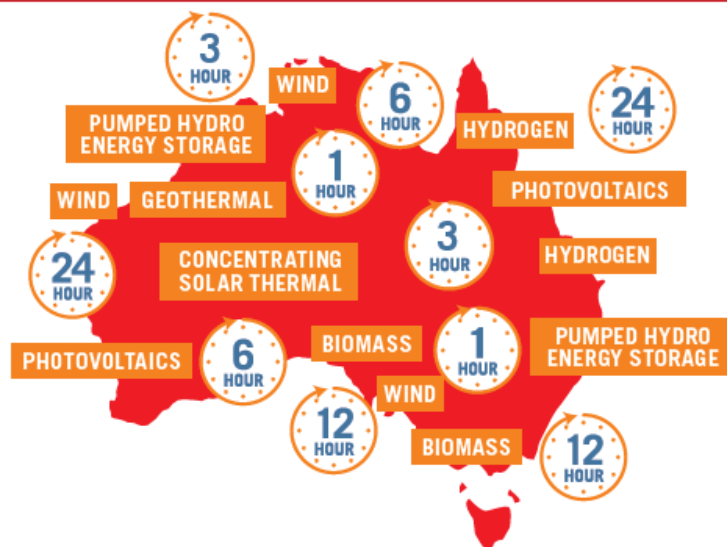 3
HOUR
WIND
6
HOUR
24
HOUR
PUMPED HYDRO
ENERGY STORAGE
HYDROGEN
1
HOUR
WIND
GEOTHERMAL
PHOTOVOLTAICS
3
HOUR
24
HOUR
CONCENTRATING
SOLAR THERMAL
HYDROGEN
PHOTOVOLTAICS
6
HOUR
BIOMASS
1
HOUR
PUMPED HYDRO
ENERGY STORAGE
WIND
12
HOUR
BIOMASS
12
HOUR